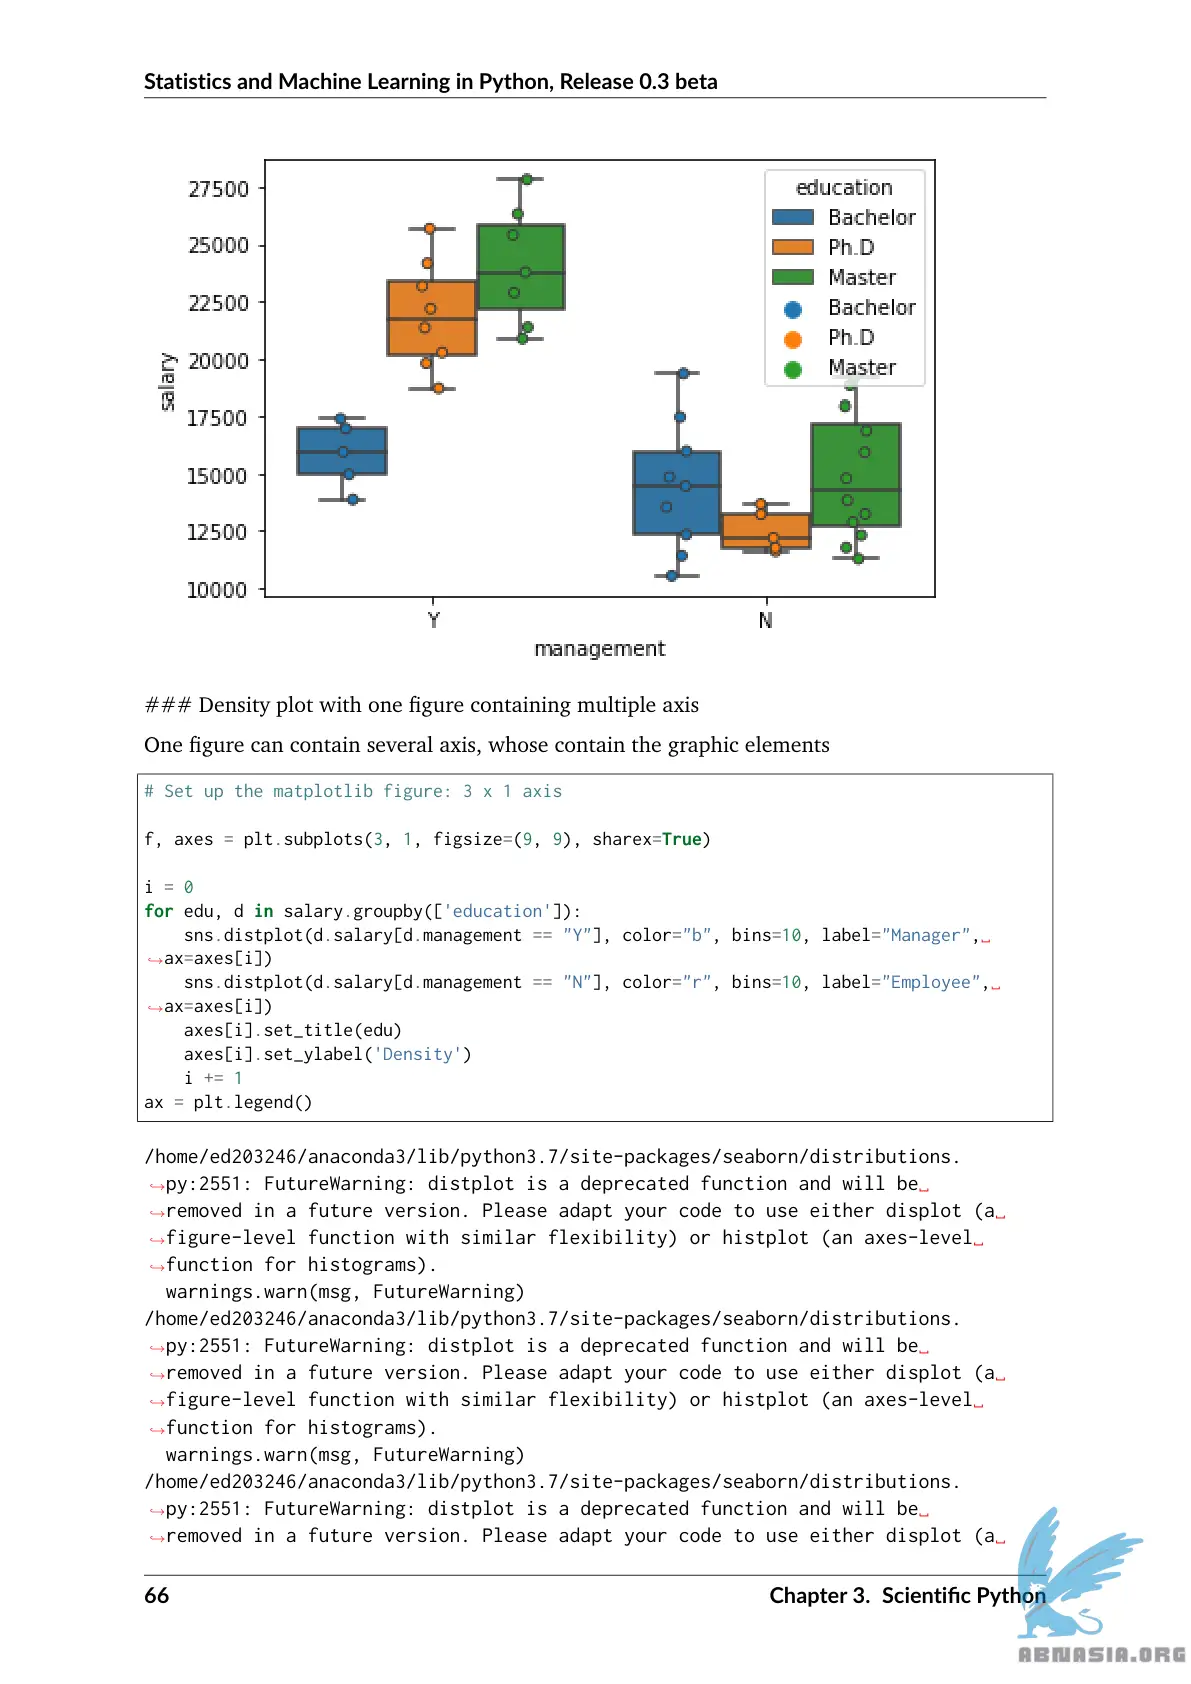 Statistics and Machine Learning in Python, Release 0.3 beta
27500
25000
22500
20000
17500
15000
12500
10000
salary
Y
N
management
education
Bachelor
Ph.D
Master
Bachelor
Ph.D
Master
### Density plot with one figure containing multiple axis
One figure can contain several axis, whose contain the graphic elements
# Set up the matplotlib figure: 3 x 1 axis
f, axes = plt.subplots(3, 1, figsize=(9, 9), sharex=True)
i = 0
for edu, d in salary.groupby(['education']):
    sns.distplot(d.salary[d.management == "Y"], color="b", bins=10, label="Manager",␣
↪ax=axes[i])
    sns.distplot(d.salary[d.management == "N"], color="r", bins=10, label="Employee",␣
↪ax=axes[i])
    axes[i].set_title(edu)
    axes[i].set_ylabel('Density')
    i += 1
ax = plt.legend()
/home/ed203246/anaconda3/lib/python3.7/site-packages/seaborn/distributions.
↪py:2551: FutureWarning: distplot is a deprecated function and will be␣
↪removed in a future version. Please adapt your code to use either displot (a␣
↪figure-level function with similar flexibility) or histplot (an axes-level␣
↪function for histograms).
  warnings.warn(msg, FutureWarning)
/home/ed203246/anaconda3/lib/python3.7/site-packages/seaborn/distributions.
↪py:2551: FutureWarning: distplot is a deprecated function and will be␣
↪removed in a future version. Please adapt your code to use either displot (a␣
↪figure-level function with similar flexibility) or histplot (an axes-level␣
↪function for histograms).
  warnings.warn(msg, FutureWarning)
/home/ed203246/anaconda3/lib/python3.7/site-packages/seaborn/distributions.
↪py:2551: FutureWarning: distplot is a deprecated function and will be␣
↪removed in a future version. Please adapt your code to use either displot (a␣
66
Chapter 3. Scientific Python
ABNASIA.ORG